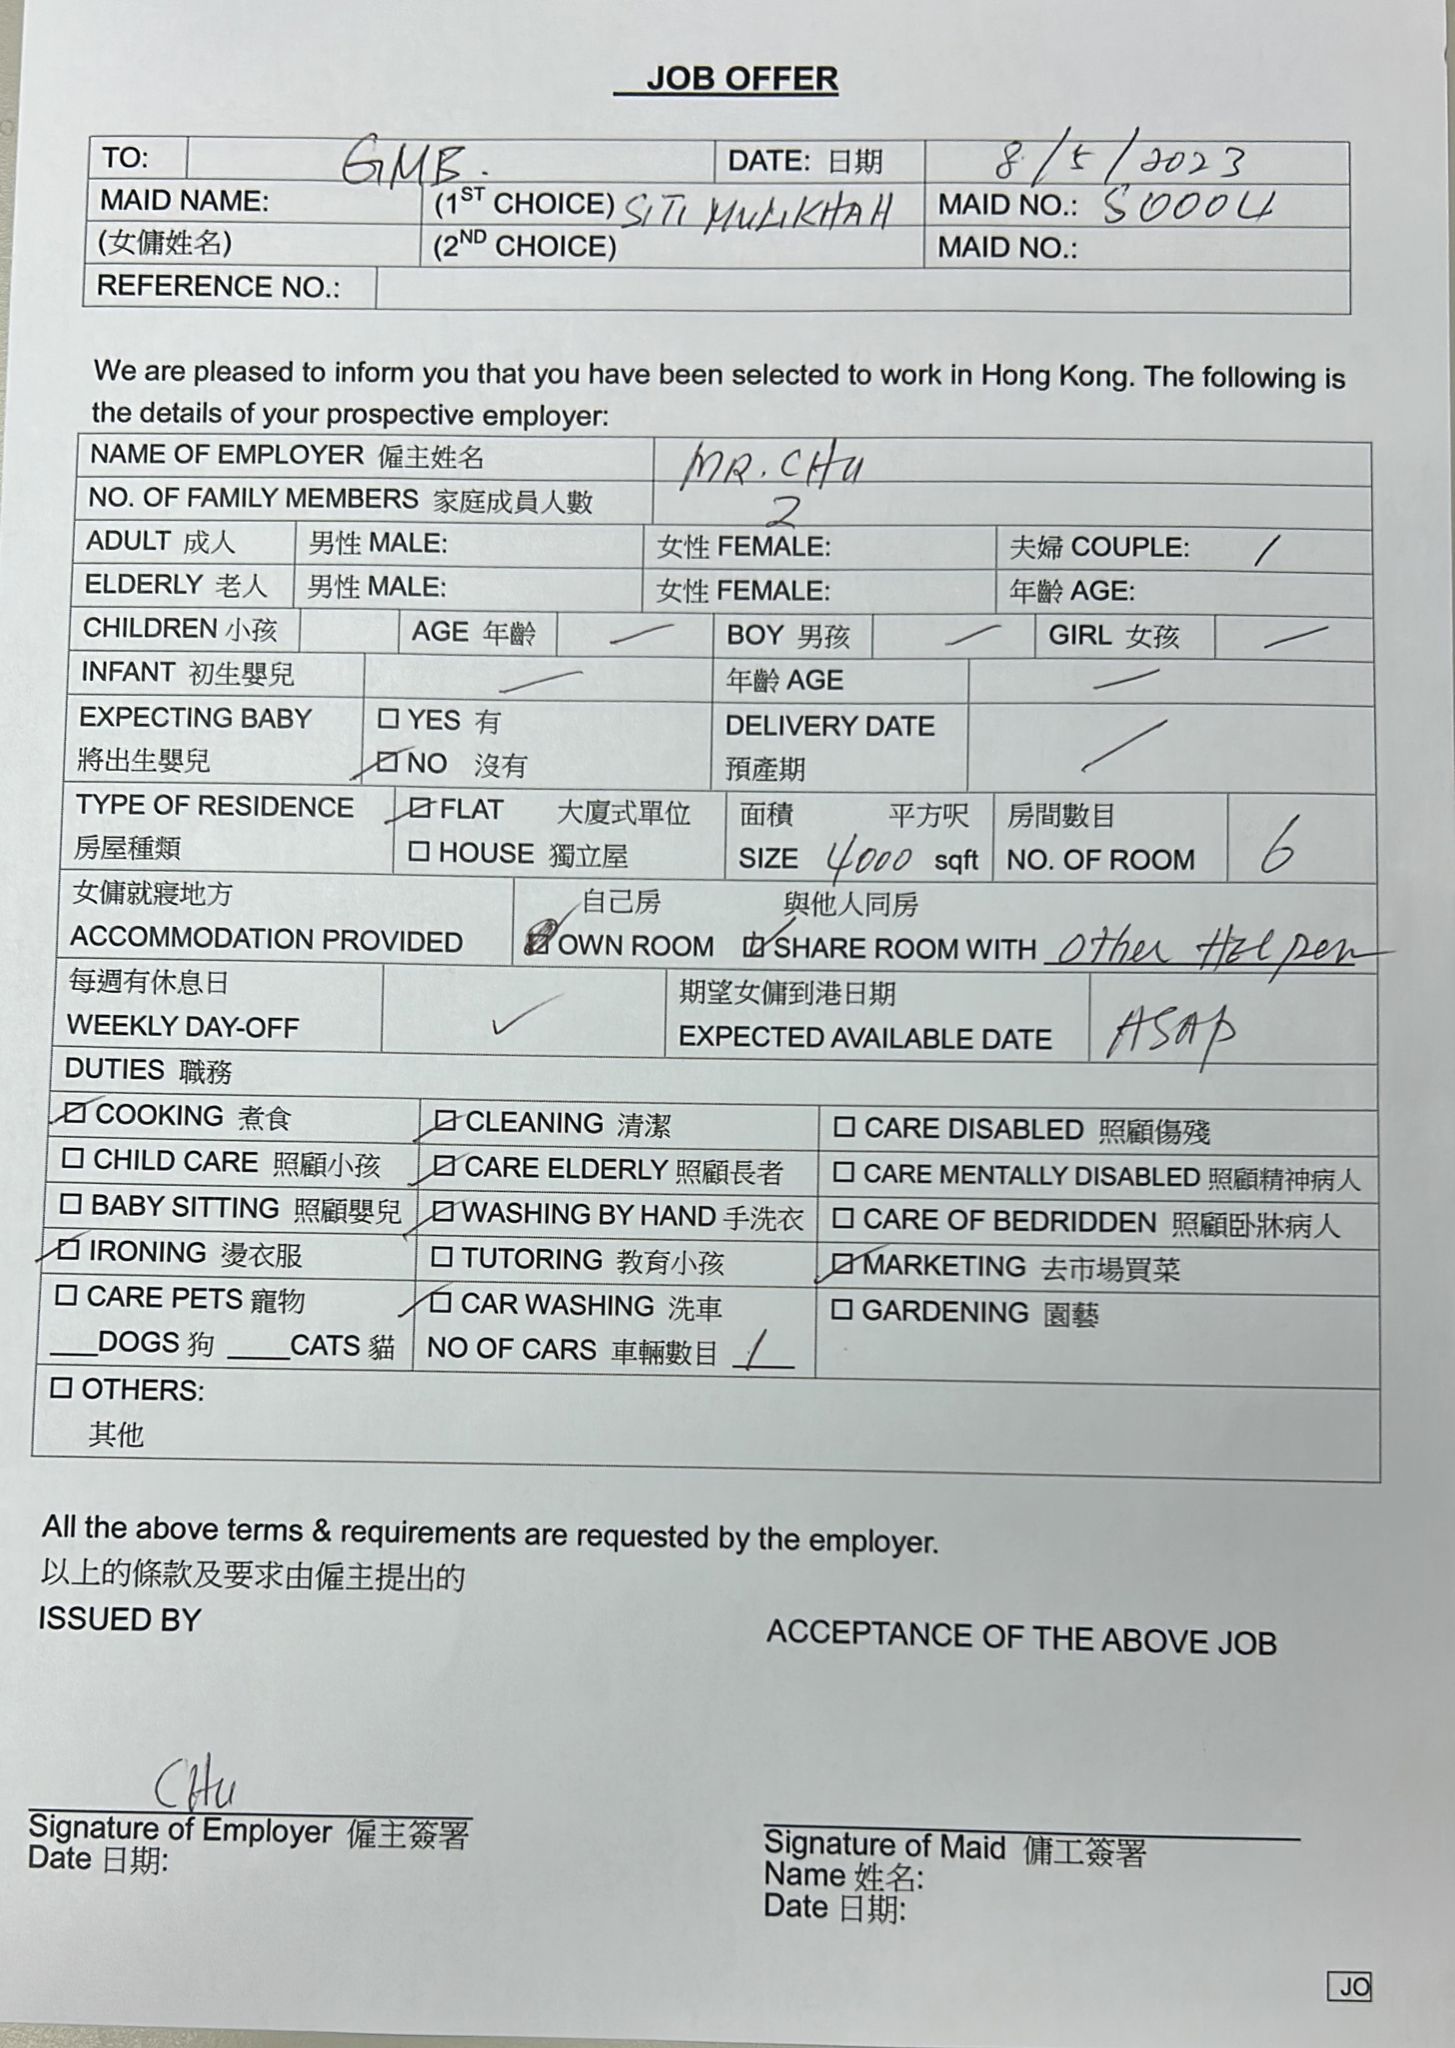 JOB OFFER
TO: GMB. DATE: 日期 8/5/2023
MAID NAME: (1ST CHOICE) SITI MUSLIKHAH MAID NO.: S0004
(女傭姓名) (2ND CHOICE) MAID NO.:
REFERENCE NO.:
We are pleased to inform you that you have been selected to work in Hong Kong. The following is
the details of your prospective employer:
NAME OF EMPLOYER 僱主姓名 MR. CHU
NO. OF FAMILY MEMBERS 家庭成員人數 2
ADULT 成人 男性 MALE: 女性 FEMALE: 夫婦 COUPLE: /
ELDERLY 老人 男性 MALE: 女性 FEMALE: 年齡 AGE:
CHILDREN 小孩 AGE 年齡 — BOY 男孩 — GIRL 女孩 —
INFANT 初生嬰兒 — 年齡 AGE —
EXPECTING BABY ☐ YES 有 DELIVERY DATE /
將出生嬰兒 ☑ NO 沒有 預產期
TYPE OF RESIDENCE ☑ FLAT 大廈式單位 面積 平方呎 房間數目
房屋種類 ☐ HOUSE 獨立屋 SIZE 4000 sqft NO. OF ROOM 6
女傭就寢地方 自己房 與他人同房
ACCOMMODATION PROVIDED ☑ OWN ROOM ☑ SHARE ROOM WITH Other Helper
每週有休息日 ✓ 期望女傭到港日期
WEEKLY DAY-OFF EXPECTED AVAILABLE DATE ASAP
DUTIES 職務
☑ COOKING 煮食 ☑ CLEANING 清潔 ☐ CARE DISABLED 照顧傷殘
☐ CHILD CARE 照顧小孩 ☑ CARE ELDERLY 照顧長者 ☐ CARE MENTALLY DISABLED 照顧精神病人
☐ BABY SITTING 照顧嬰兒 ☑ WASHING BY HAND 手洗衣 ☐ CARE OF BEDRIDDEN 照顧卧牀病人
☑ IRONING 燙衣服 ☐ TUTORING 教育小孩 ☑ MARKETING 去市場買菜
☐ CARE PETS 寵物 ☑ CAR WASHING 洗車 ☐ GARDENING 園藝
___DOGS 狗 ____CATS 貓 NO OF CARS 車輛數目 1
☐ OTHERS:
其他
All the above terms & requirements are requested by the employer.
以上的條款及要求由僱主提出的
ISSUED BY ACCEPTANCE OF THE ABOVE JOB
CHU
Signature of Employer 僱主簽署 Signature of Maid 傭工簽署
Date 日期: Name 姓名:
Date 日期:
JO